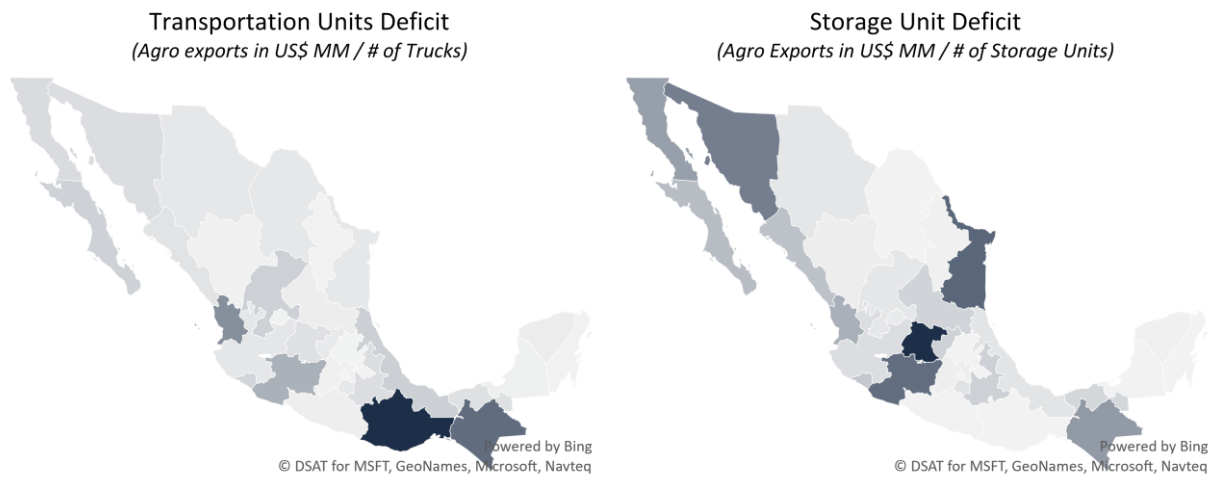 Transportation Units Deficit
(Agro exports in US$ MM / # of Trucks)
Powered by Bing
© DSAT for MSFT, GeoNames, Microsoft, Navteq
Storage Unit Deficit
(Agro Exports in US$ MM / # of Storage Units)
Powered by Bing
© DSAT for MSFT, GeoNames, Microsoft, Navteq